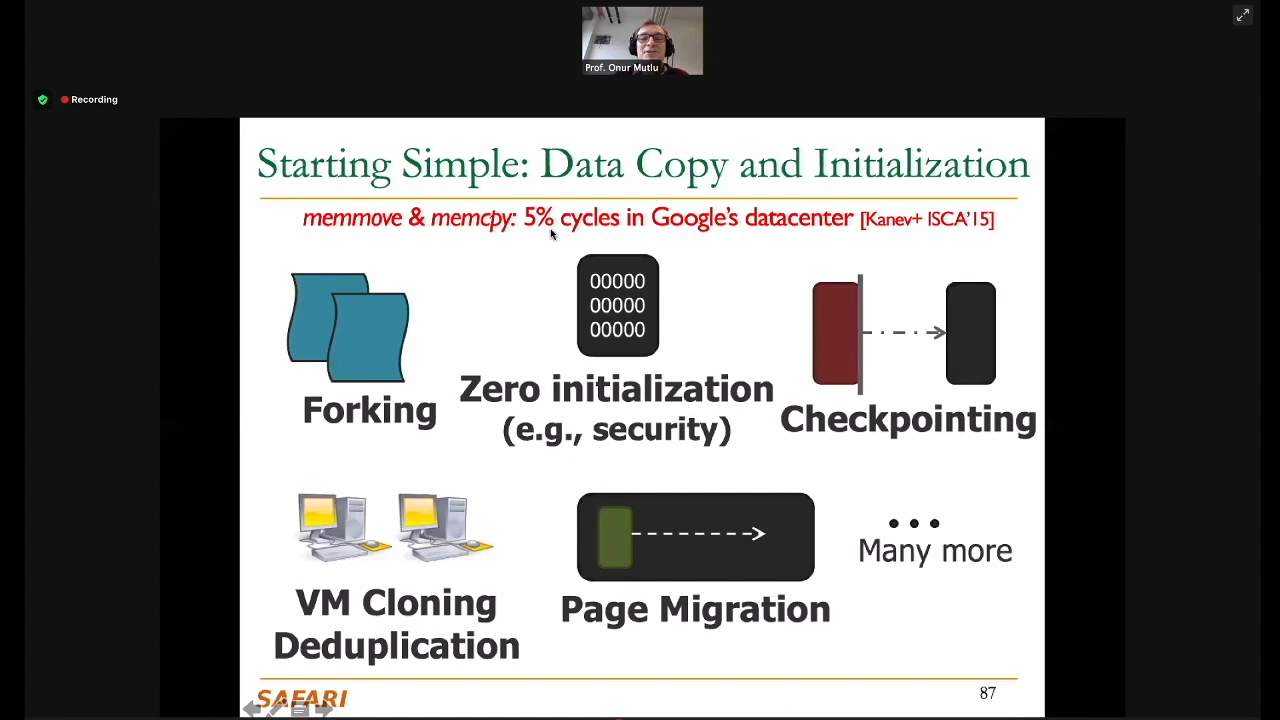 Prof. Onur Mutlu
Recording
Starting Simple: Data Copy and Initialization
memmove & memcpy: 5% cycles in Google's datacenter [Kanev+ ISCA'15]
00000
00000
00000
Forking
Zero initialization
(e.g., security)
Checkpointing
VM Cloning
Deduplication
Page Migration
• • •
Many more
SAFARI
87